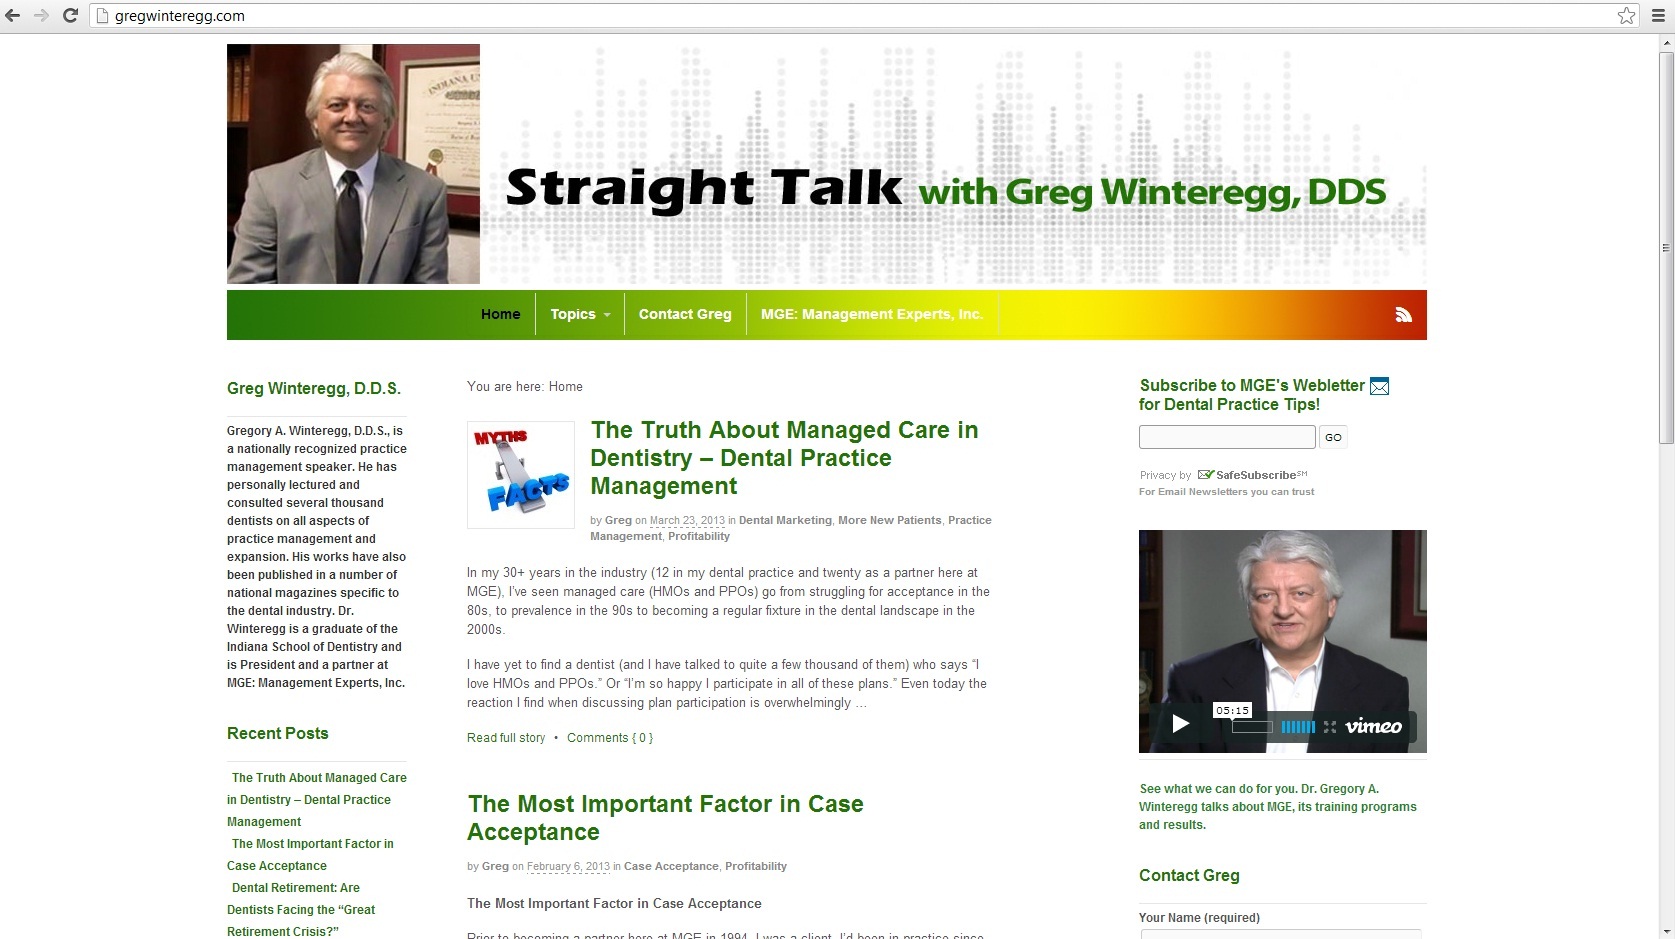 gregwinteregg.com
INDIANA UN
Straight Talk with Greg Winteregg, DDS
Home
Topics
Contact Greg
MGE: Management Experts, Inc.
Greg Winteregg, D.D.S.
Gregory A. Winteregg, D.D.S., is
a nationally recognized practice
management speaker. He has
personally lectured and
consulted several thousand
dentists on all aspects of
practice management and
expansion. His works have also
been published in a number of
national magazines specific to
the dental industry. Dr.
Winteregg is a graduate of the
Indiana School of Dentistry and
is President and a partner at
MGE: Management Experts, Inc.
Recent Posts
The Truth About Managed Care
in Dentistry – Dental Practice
Management
The Most Important Factor in
Case Acceptance
Dental Retirement: Are
Dentists Facing the “Great
Retirement Crisis?”
You are here: Home
MYTHS
FACTS
The Truth About Managed Care in
Dentistry – Dental Practice
Management
by Greg on March 23, 2013 in Dental Marketing, More New Patients, Practice
Management, Profitability
In my 30+ years in the industry (12 in my dental practice and twenty as a partner here at
MGE), I’ve seen managed care (HMOs and PPOs) go from struggling for acceptance in the
80s, to prevalence in the 90s to becoming a regular fixture in the dental landscape in the
2000s.
I have yet to find a dentist (and I have talked to quite a few thousand of them) who says “I
love HMOs and PPOs.” Or “I’m so happy I participate in all of these plans.” Even today the
reaction I find when discussing plan participation is overwhelmingly …
Read full story • Comments { 0 }
The Most Important Factor in Case
Acceptance
by Greg on February 6, 2013 in Case Acceptance, Profitability
The Most Important Factor in Case Acceptance
Prior to becoming a partner here at MGE in 1994, I was a client. I’d been in practice since
Subscribe to MGE's Webletter
for Dental Practice Tips!
GO
Privacy by SafeSubscribe℠
For Email Newsletters you can trust
05:15
vimeo
See what we can do for you. Dr. Gregory A.
Winteregg talks about MGE, its training programs
and results.
Contact Greg
Your Name (required)